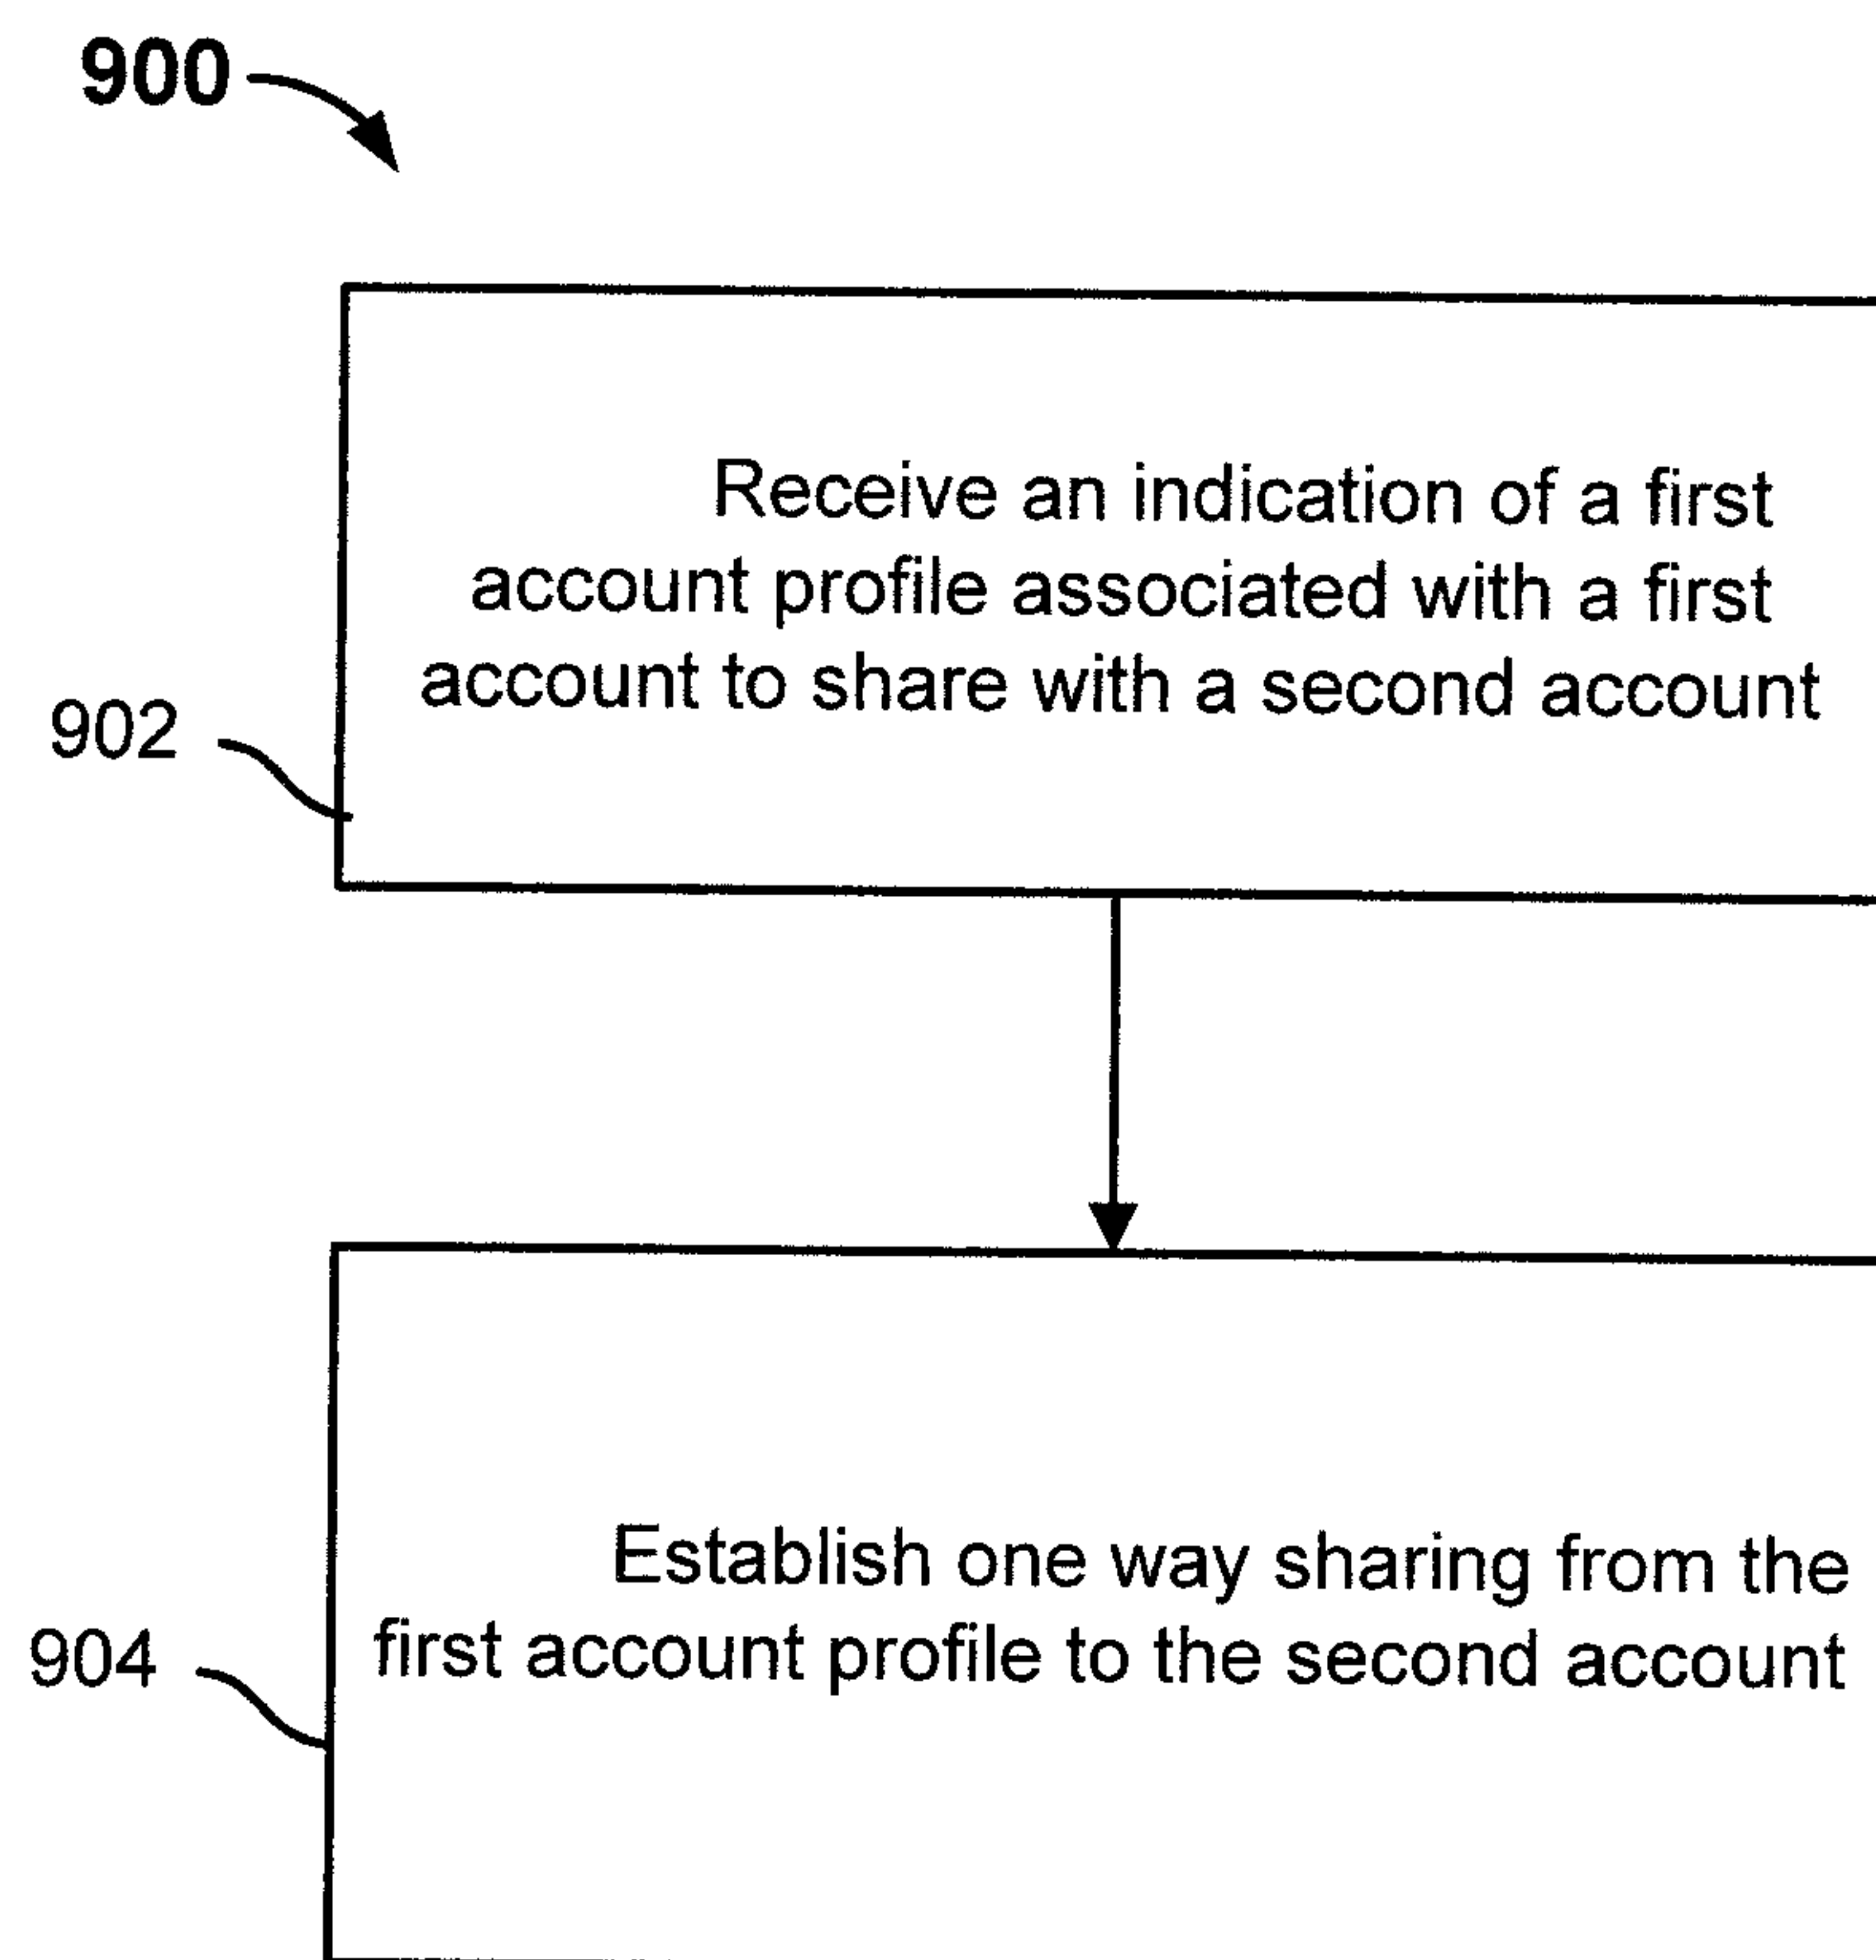 900
Receive an indication of a first
account profile associated with a first
account to share with a second account
902
Establish one way sharing from the
first account profile to the second account
904